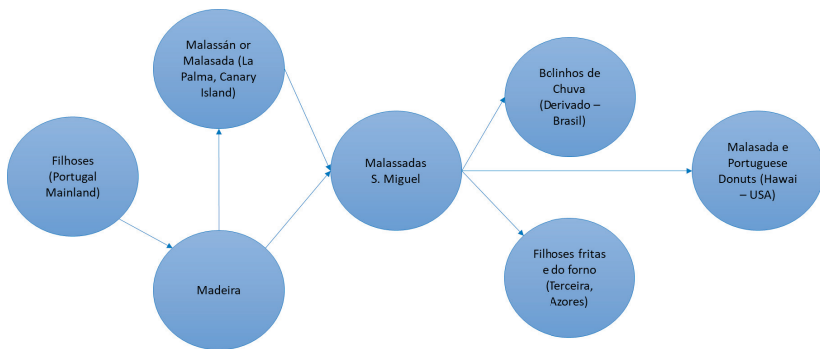 Filhoses
(Portugal
Mainland)
Malassán or
Malasada (La
Palma, Canary
Island)
Madeira
Malassadas
S. Miguel
Bolinhos de
Chuva
(Derivado –
Brasil)
Filhoses fritas
e do forno
(Terceira,
Azores)
Malasada e
Portuguese
Donuts (Hawai
– USA)